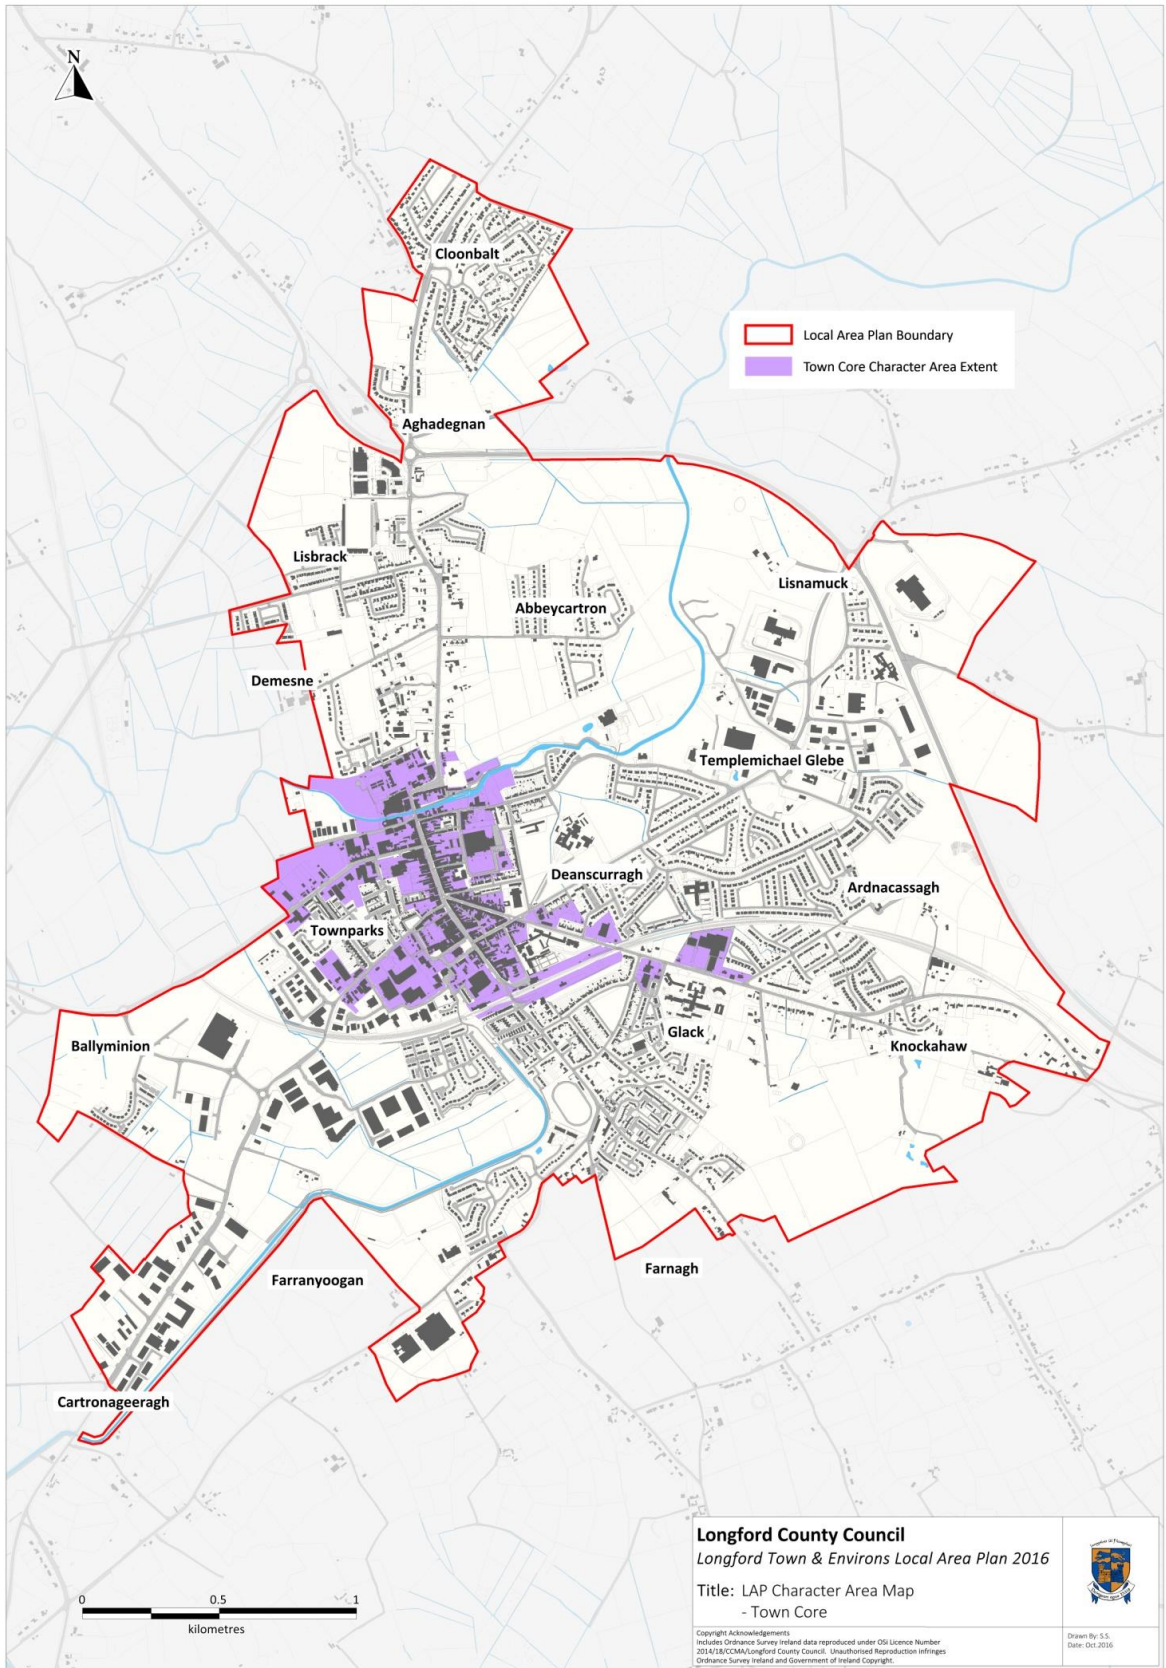 N
Cloonbalt
Local Area Plan Boundary
Town Core Character Area Extent
Aghadegnan
Lisbrack
Lisnamuck
Abbeycartron
Demesne
Templemichael Glebe
Deanscurragh
Ardnacassagh
Townparks
Glack
Ballyminion
Knockahaw
Farnagh
Farranyoogan
Cartronageeragh
0 0.5 1
kilometres
Longford County Council
Longford Town & Environs Local Area Plan 2016
Title: LAP Character Area Map
- Town Core
Copyright Acknowledgements
Includes Ordnance Survey Ireland data reproduced under OSi Licence Number
2014/18/CCMA/Longford County Council. Unauthorised Reproduction infringes
Ordnance Survey Ireland and Government of Ireland Copyright.
Drawn By: S.S.
Date: Oct.2016